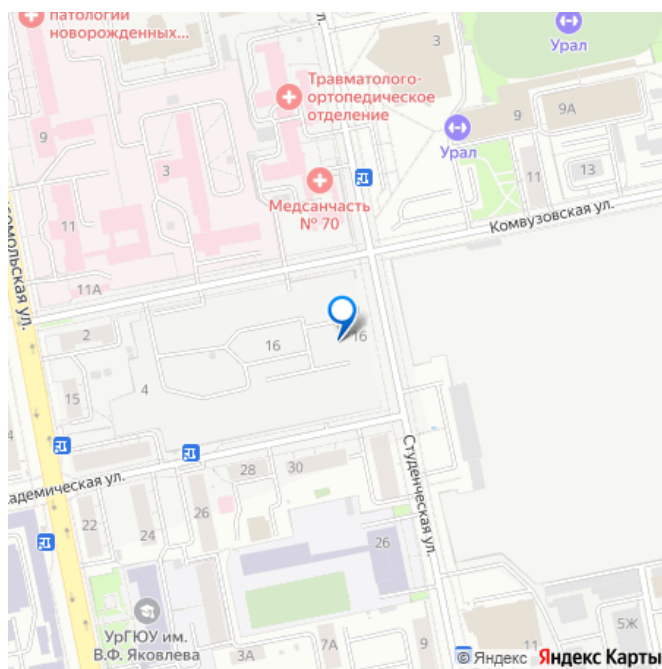 патологии
новорожденных...
ул.
3
Урал
Травматолого-
ортопедическое
отделение
9
9А
9
Урал
3
11
13
Медсанчасть
№ 70
11
Комвузовская ул.
11А
2
16
16
4
15
Студенческая ул.
28
30
22
24
26
26
УрГЮУ им.
В.Ф. Яковлева
3А
7А
9
11
5Ж
© Яндекс Яндекс Карты